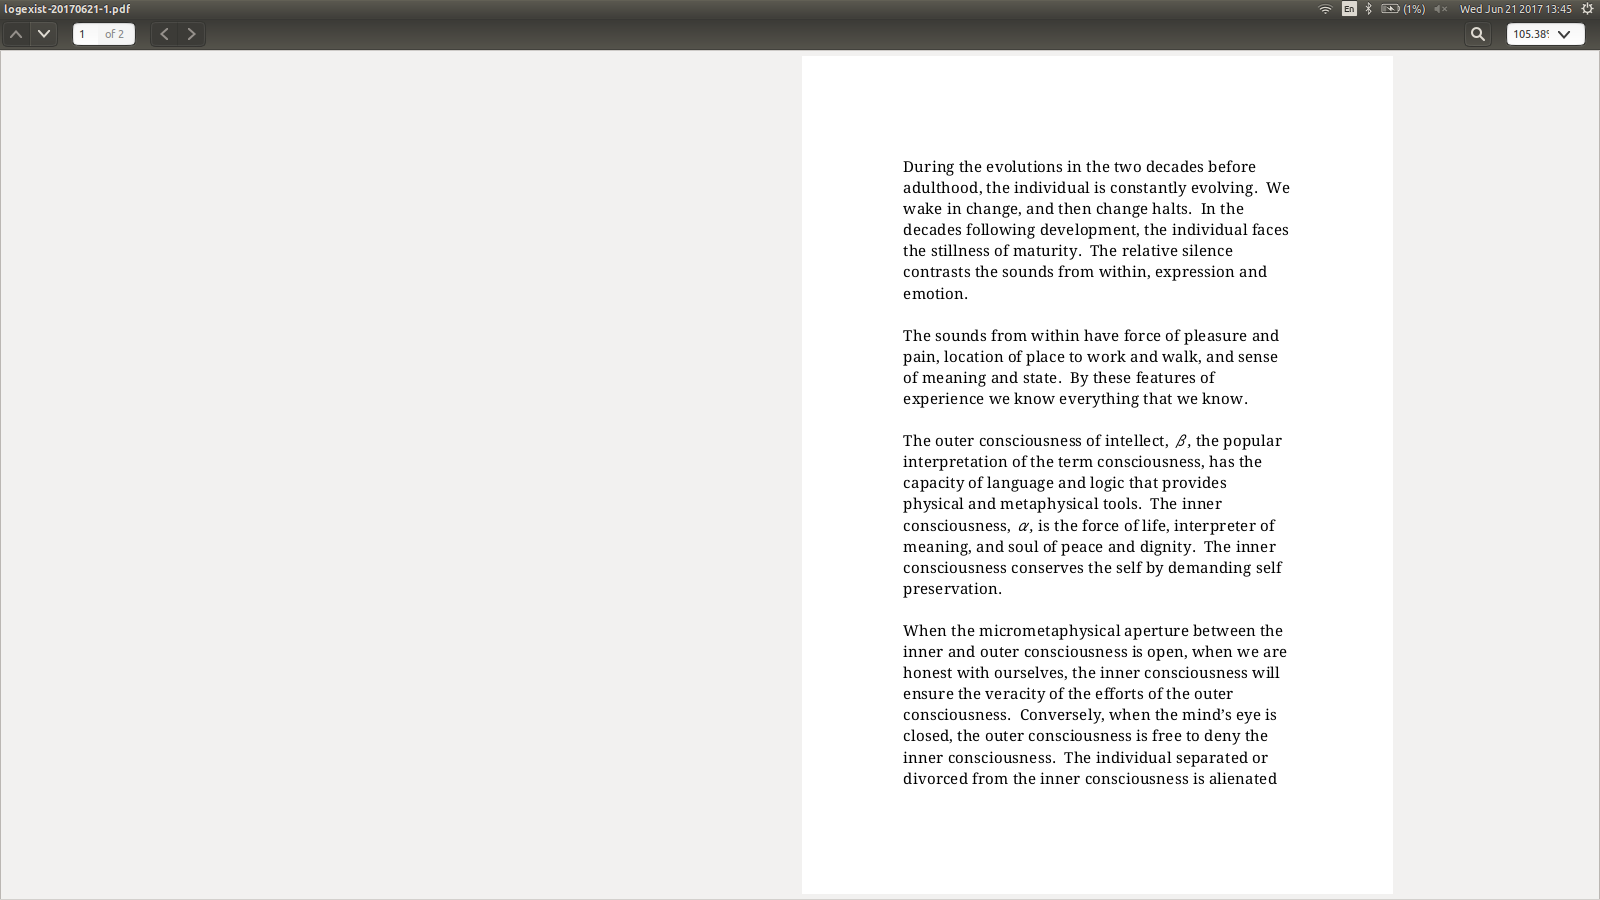 logexist-20170621-1.pdf
En
(1%)
Wed Jun 21 2017 13:45
1 of 2
105.38%
During the evolutions in the two decades before
adulthood, the individual is constantly evolving.  We
wake in change, and then change halts.  In the
decades following development, the individual faces
the stillness of maturity.  The relative silence
contrasts the sounds from within, expression and
emotion.
The sounds from within have force of pleasure and
pain, location of place to work and walk, and sense
of meaning and state.  By these features of
experience we know everything that we know.
The outer consciousness of intellect, β, the popular
interpretation of the term consciousness, has the
capacity of language and logic that provides
physical and metaphysical tools.  The inner
consciousness, α, is the force of life, interpreter of
meaning, and soul of peace and dignity.  The inner
consciousness conserves the self by demanding self
preservation.
When the micrometaphysical aperture between the
inner and outer consciousness is open, when we are
honest with ourselves, the inner consciousness will
ensure the veracity of the efforts of the outer
consciousness.  Conversely, when the mind’s eye is
closed, the outer consciousness is free to deny the
inner consciousness.  The individual separated or
divorced from the inner consciousness is alienated